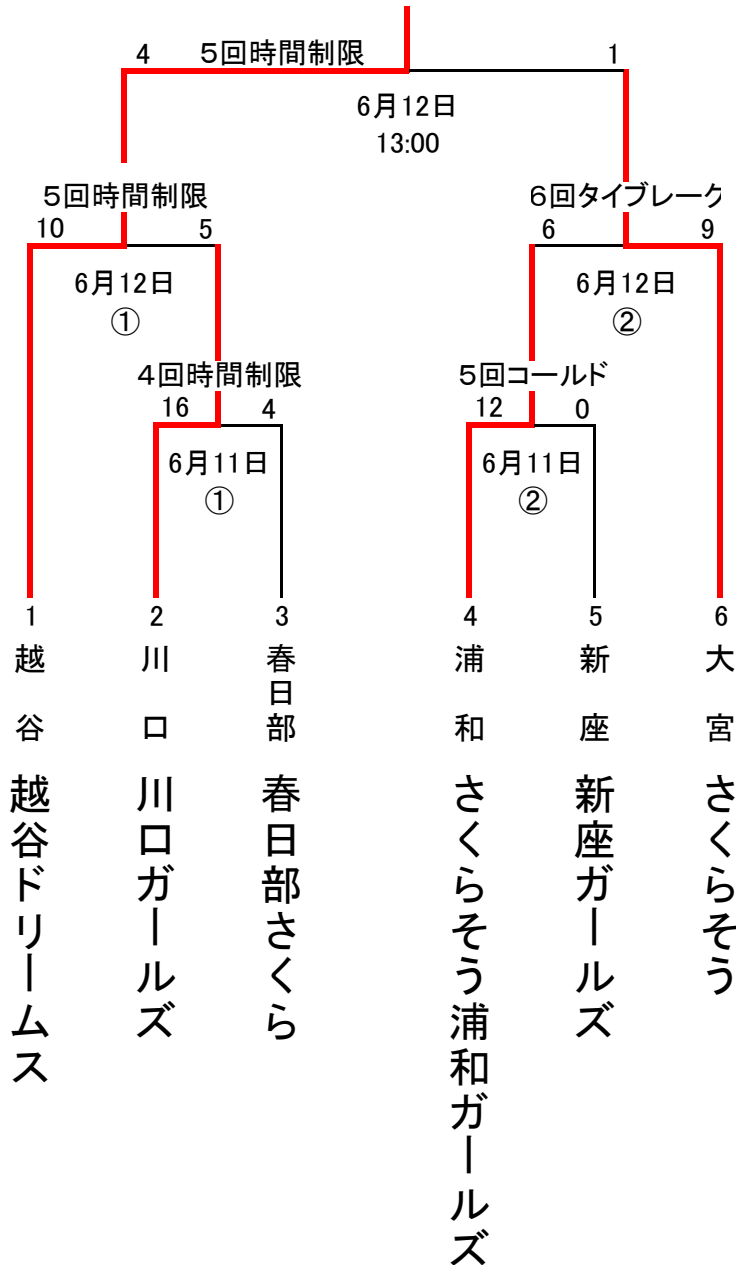 4 5回時間制限 1
6月12日
13:00
5回時間制限
6回タイブレーク
10 5
6 9
6月12日
①
6月12日
②
4回時間制限
5回コールド
16 4
12 0
6月11日
①
6月11日
②
1 2 3 4 5 6
越谷
川口
春日部
浦和
新座
大宮
越谷ドリームス
川口ガールズ
春日部さくら
さくらそう浦和ガールズ
新座ガールズ
さくらそう